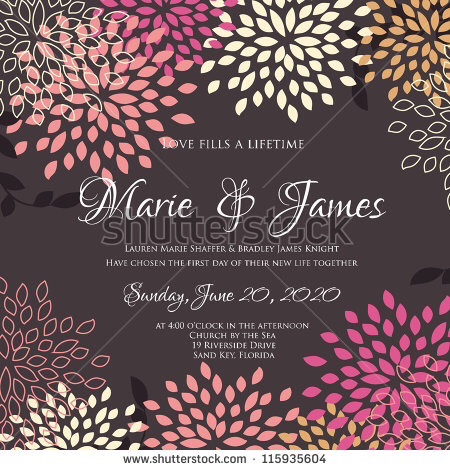 Love fills a lifetime
Marie & James
Lauren Marie Shaffer & Bradley James Knight
Have chosen the first day of their new life together
Sunday, June 20, 2020
at 4:00 o'clock in the afternoon
Church by the Sea
19 Riverside Drive
Sand Key, Florida
shutterstock
www.shutterstock.com · 115935604